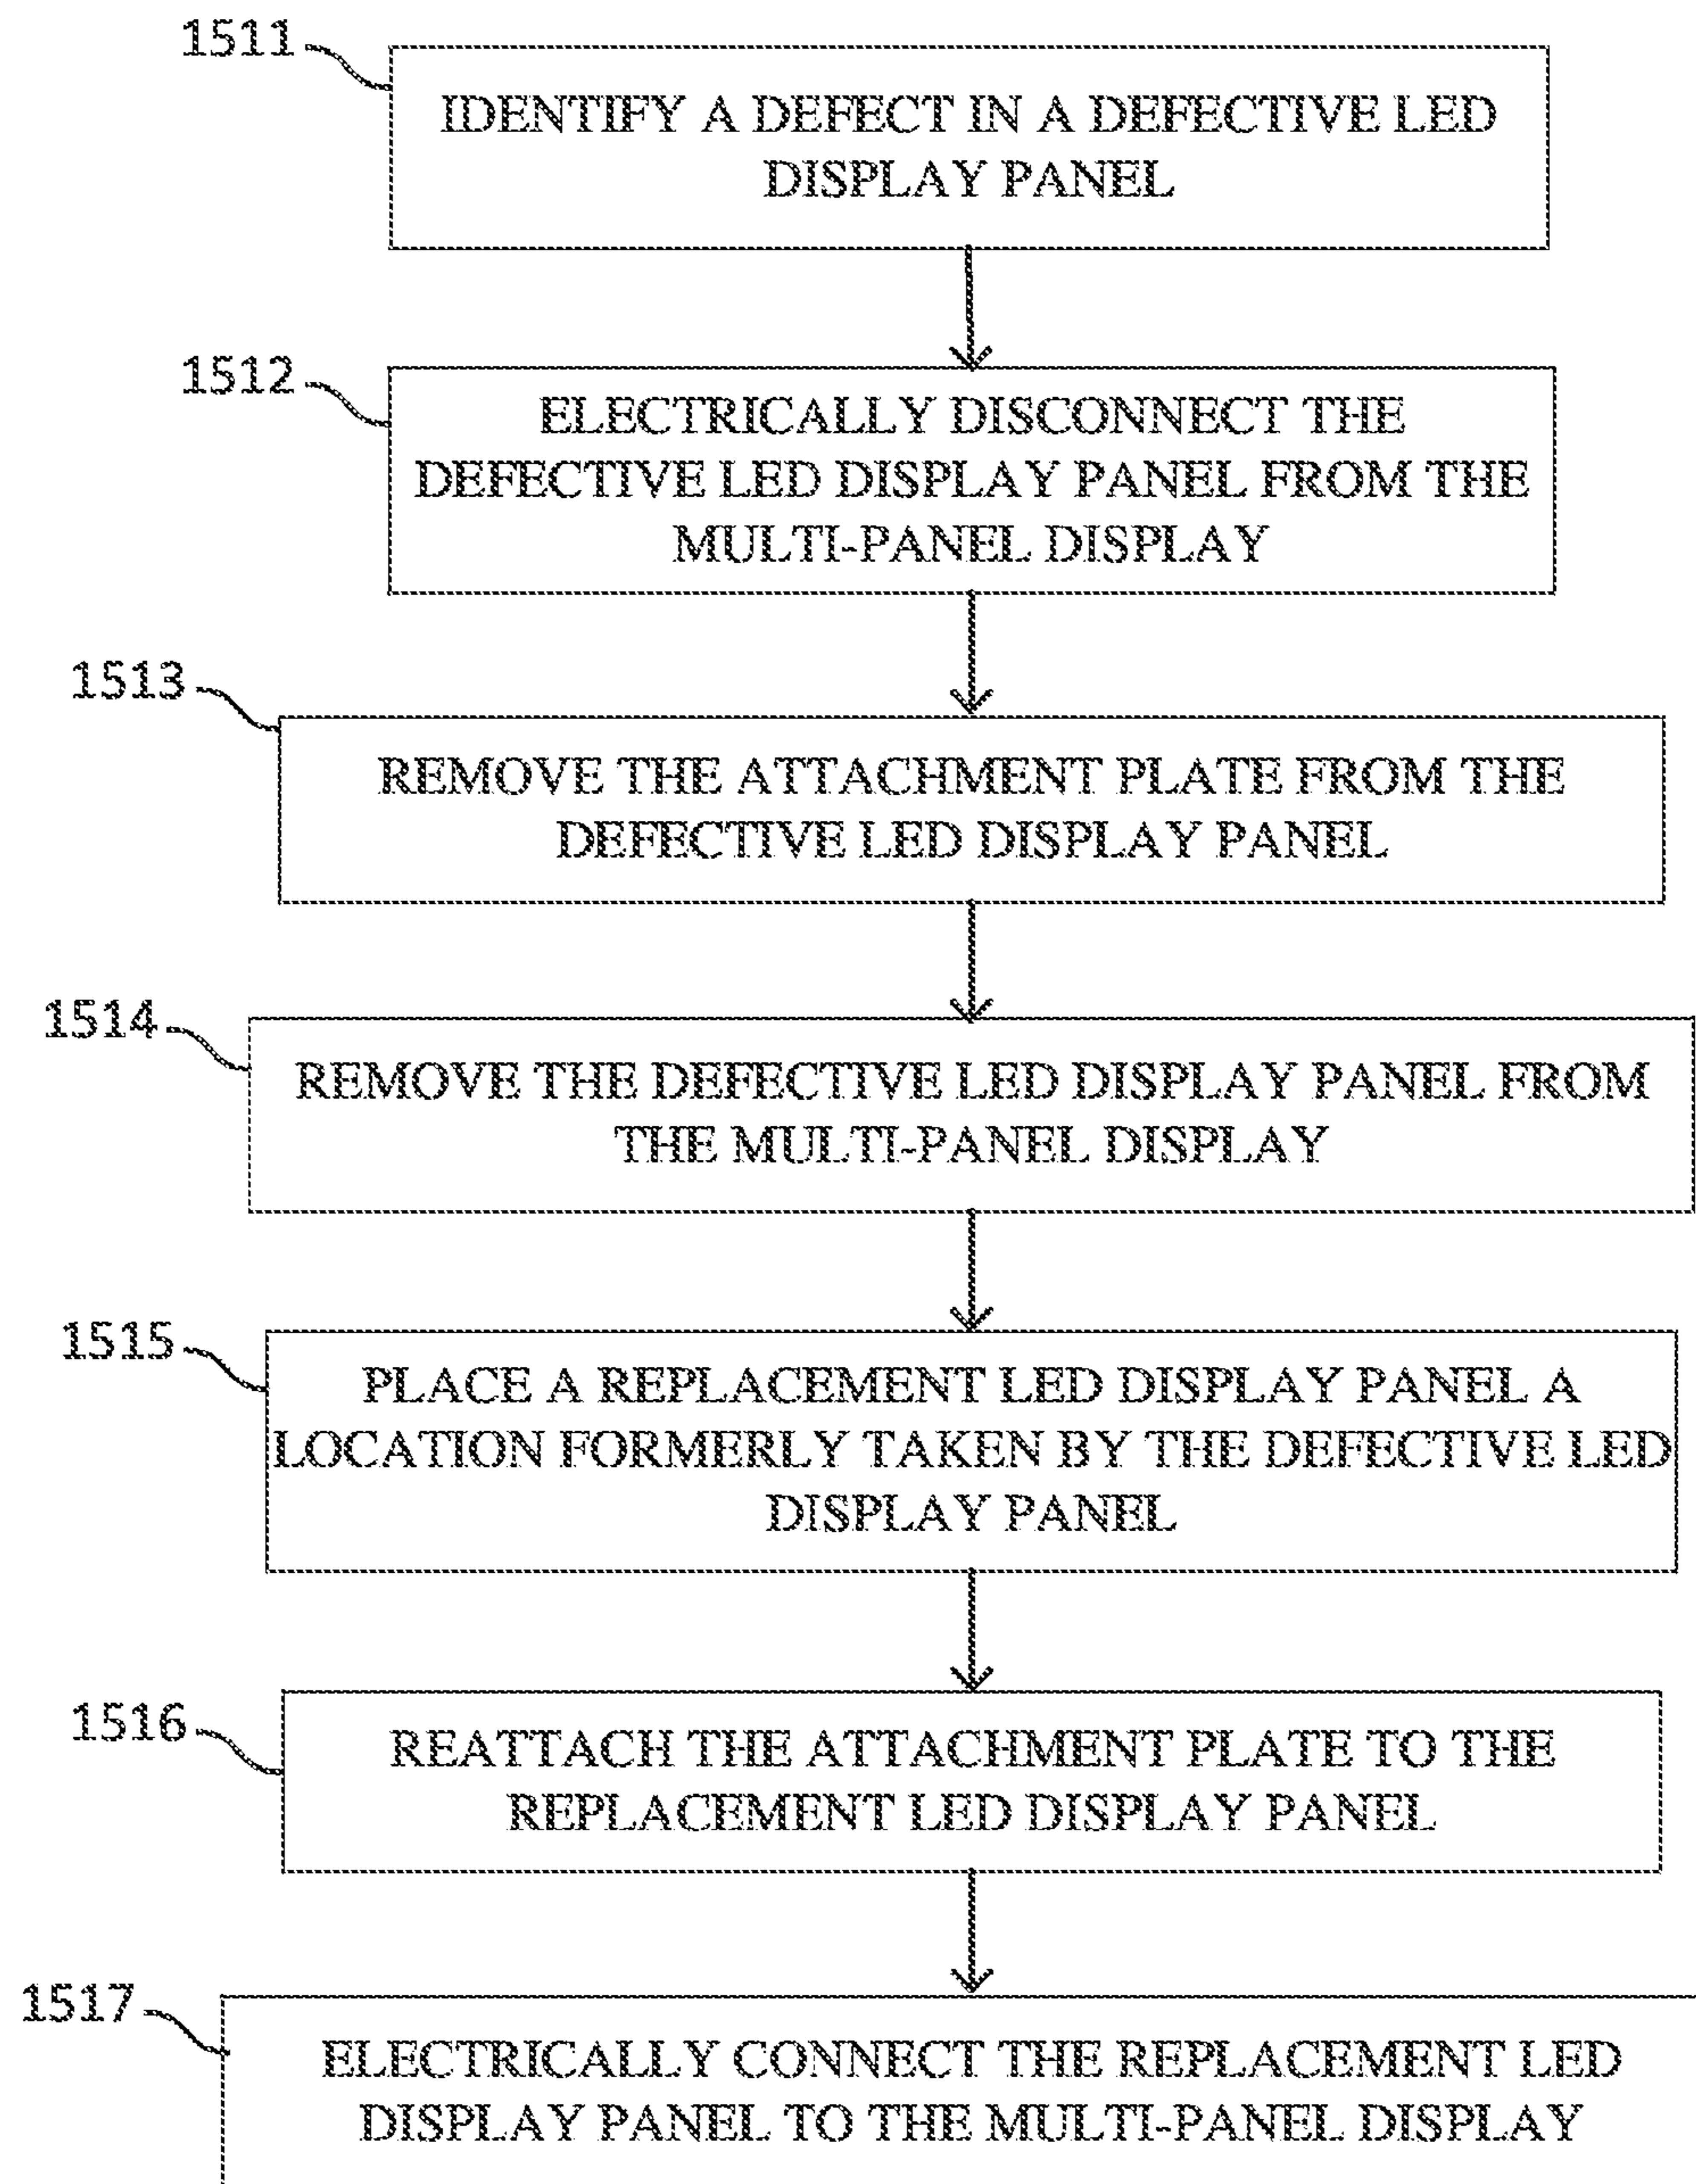 1511
IDENTIFY A DEFECT IN A DEFECTIVE LED
DISPLAY PANEL
1512
ELECTRICALLY DISCONNECT THE
DEFECTIVE LED DISPLAY PANEL FROM THE
MULTI-PANEL DISPLAY
1513
REMOVE THE ATTACHMENT PLATE FROM THE
DEFECTIVE LED DISPLAY PANEL
1514
REMOVE THE DEFECTIVE LED DISPLAY PANEL FROM
THE MULTI-PANEL DISPLAY
1515
PLACE A REPLACEMENT LED DISPLAY PANEL A
LOCATION FORMERLY TAKEN BY THE DEFECTIVE LED
DISPLAY PANEL
1516
REATTACH THE ATTACHMENT PLATE TO THE
REPLACEMENT LED DISPLAY PANEL
1517
ELECTRICALLY CONNECT THE REPLACEMENT LED
DISPLAY PANEL TO THE MULTI-PANEL DISPLAY